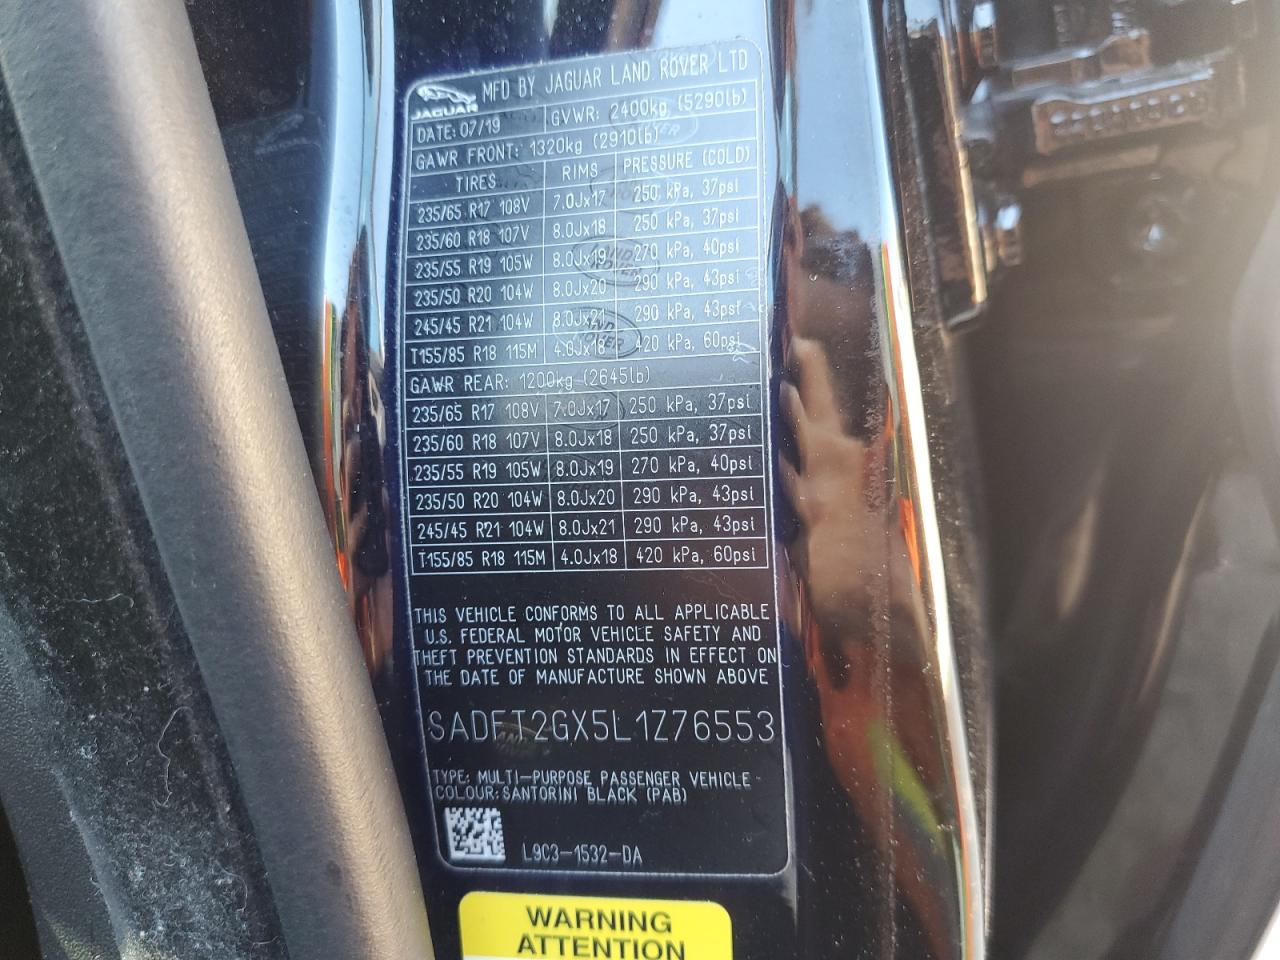 JAGUAR MFD BY JAGUAR LAND ROVER LTD
DATE: 07/19 GVWR: 2400kg (5290lb)
GAWR FRONT: 1320kg (2910lb)
TIRES RIMS PRESSURE (COLD)
235/65 R17 108V 7.0Jx17 250 kPa, 37psi
235/60 R18 107V 8.0Jx18 250 kPa, 37psi
235/55 R19 105W 8.0Jx19 270 kPa, 40psi
235/50 R20 104W 8.0Jx20 290 kPa, 43psi
245/45 R21 104W 8.0Jx21 290 kPa, 43psi
T155/85 R18 115M 4.0Jx18 420 kPa, 60psi
GAWR REAR: 1200kg (2645lb)
235/65 R17 108V 7.0Jx17 250 kPa, 37psi
235/60 R18 107V 8.0Jx18 250 kPa, 37psi
235/55 R19 105W 8.0Jx19 270 kPa, 40psi
235/50 R20 104W 8.0Jx20 290 kPa, 43psi
245/45 R21 104W 8.0Jx21 290 kPa, 43psi
T155/85 R18 115M 4.0Jx18 420 kPa, 60psi
THIS VEHICLE CONFORMS TO ALL APPLICABLE
U.S. FEDERAL MOTOR VEHICLE SAFETY AND
THEFT PREVENTION STANDARDS IN EFFECT ON
THE DATE OF MANUFACTURE SHOWN ABOVE
SADFT2GX5L1Z76553
TYPE: MULTI-PURPOSE PASSENGER VEHICLE
COLOUR: SANTORINI BLACK (PAB)
L9C3-1532-DA
WARNING
ATTENTION